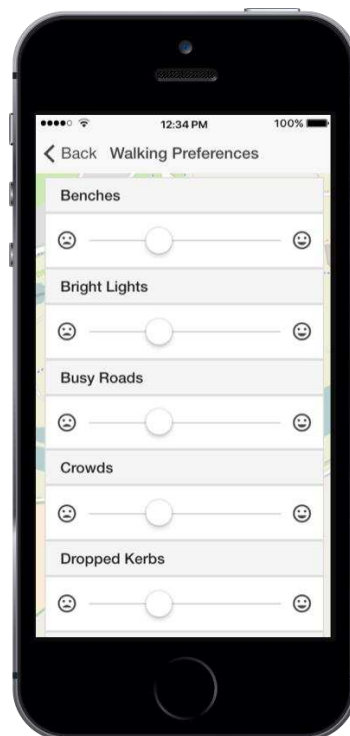 12:34 PM 100%
Back Walking Preferences
Benches
Bright Lights
Busy Roads
Crowds
Dropped Kerbs